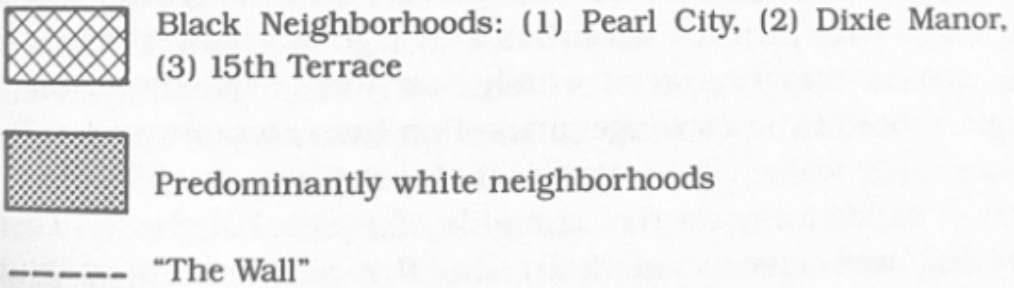 Black Neighborhoods: (1) Pearl City, (2) Dixie Manor,
(3) 15th Terrace
Predominantly white neighborhoods
“The Wall”